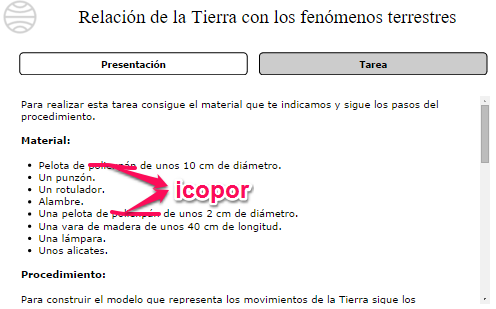 Relación de la Tierra con los fenómenos terrestres
Presentación
Tarea
Para realizar esta tarea consigue el material que te indicamos y sigue los pasos del
procedimiento.
Material:
Pelota de de unos 10 cm de diámetro.
Un punzón.
Un rotulador.
icopor
Alambre.
Una pelota de de unos 2 cm de diámetro.
Una vara de madera de unos 40 cm de longitud.
Una lámpara.
Unos alicates.
Procedimiento:
Para construir el modelo que representa los movimientos de la Tierra sigue los